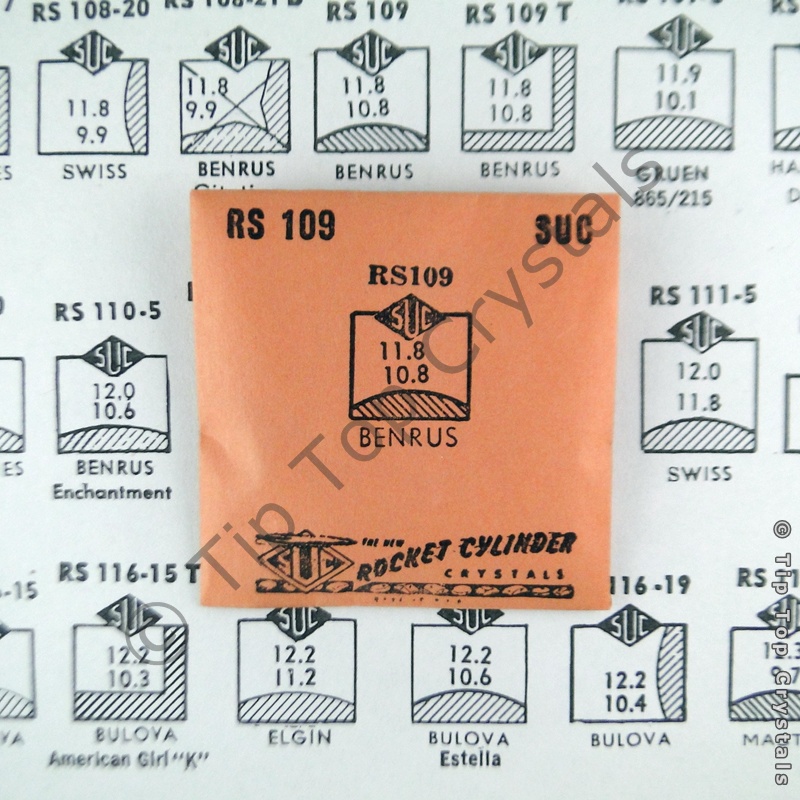 RS 108-20
RS 109
RS 109 T
SUC
SUC
SUC
SUC
SUC
11.8
9.9
11.8
9.9
11.8
10.8
11.8
10.8
11.9
10.1
SWISS
BENRUS
BENRUS
BENRUS
GRUEN
865/215
RS 109
SUC
RS109
SUC
11.8
10.8
BENRUS
THE NEW
ROCKET CYLINDER
CRYSTALS
SUC
RS 110-5
SUC
12.0
10.6
BENRUS
Enchantment
RS 111-5
SUC
12.0
11.8
SWISS
RS 116-15 T
116-19
SUC
SUC
SUC
SUC
SUC
12.2
10.3
12.2
11.2
12.2
10.6
12.2
10.4
BULOVA
American Girl "K"
ELGIN
BULOVA
Estella
BULOVA
© Tip Top Crystals
© Tip Top Crystals